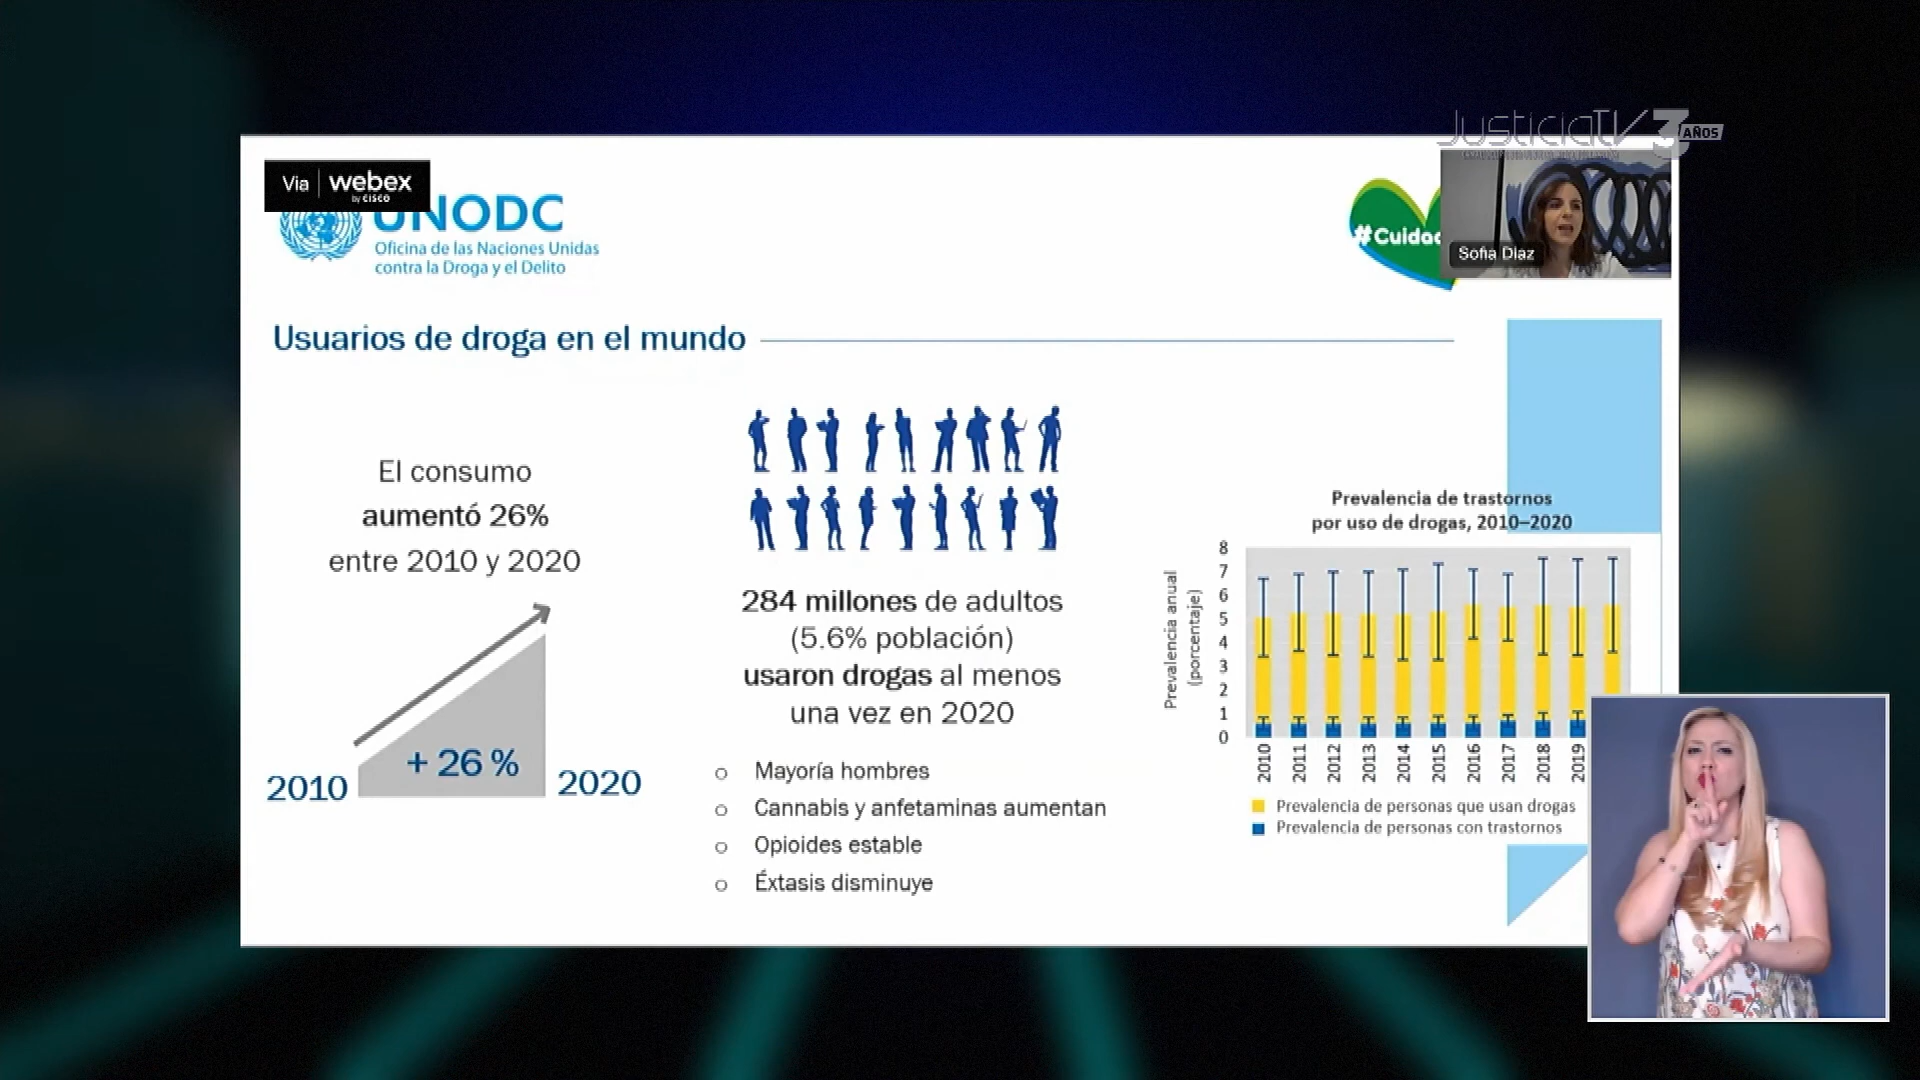 JusticiaTV 3 AÑOS
Via webex
by CISCO
UNODC
Oficina de las Naciones Unidas
contra la Droga y el Delito
#Cuidad
Sofia Diaz
Usuarios de droga en el mundo
El consumo
aumentó 26%
entre 2010 y 2020
+ 26 %
2010
2020
284 millones de adultos
(5.6% población)
usaron drogas al menos
una vez en 2020
o Mayoría hombres
o Cannabis y anfetaminas aumentan
o Opioides estable
o Éxtasis disminuye
Prevalencia de trastornos
por uso de drogas, 2010–2020
Prevalencia anual
(porcentaje)
8
7
6
5
4
3
2
1
0
2010 2011 2012 2013 2014 2015 2016 2017 2018 2019
Prevalencia de personas que usan drogas
Prevalencia de personas con trastornos